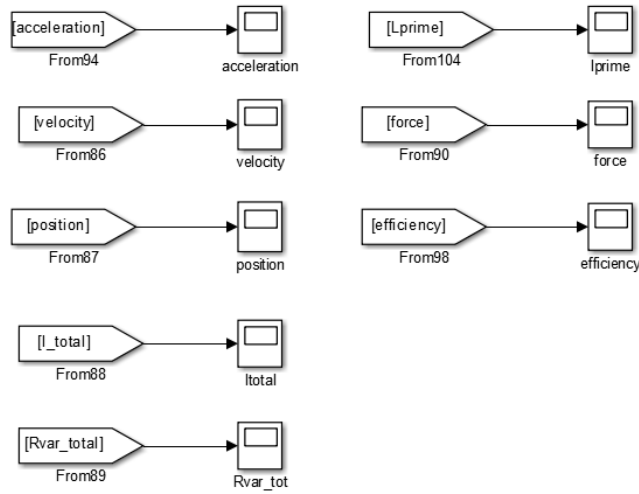 [acceleration]
From94
acceleration
[Lprime]
From104
lprime
[velocity]
From86
velocity
[force]
From90
force
[position]
From87
position
[efficiency]
From98
efficiency
[I_total]
From88
Itotal
[Rvar_total]
From89
Rvar_tot